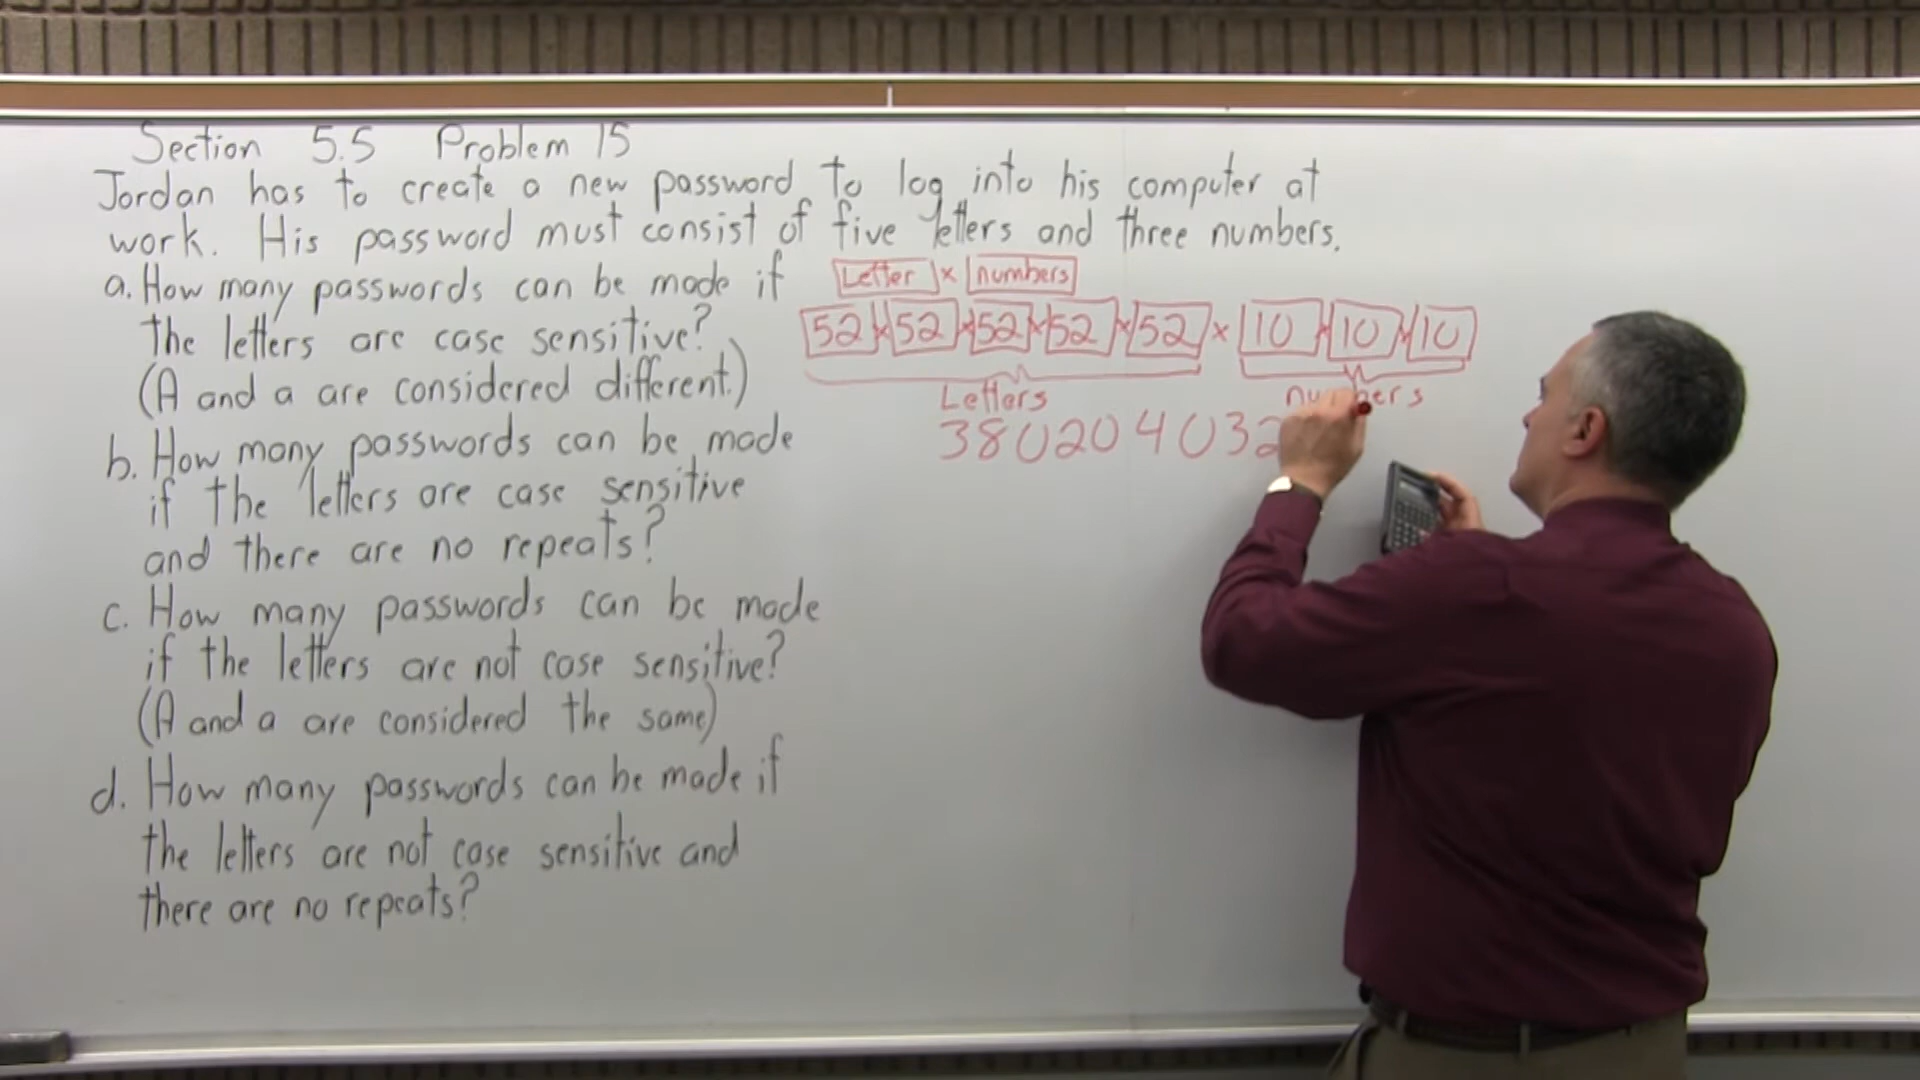 Section 5.5 Problem 15
Jordan has to create a new password to log into his computer at
work. His password must consist of five letters and three numbers.
a. How many passwords can be made if
the letters are case sensitive?
(A and a are considered different.)
b. How many passwords can be made
if the letters are case sensitive
and there are no repeats?
c. How many passwords can be made
if the letters are not case sensitive?
(A and a are considered the same)
d. How many passwords can be made if
the letters are not case sensitive and
there are no repeats?
Letter × numbers
52 × 52 × 52 × 52 × 52 × 10 × 10 × 10
Letters numbers
380204032